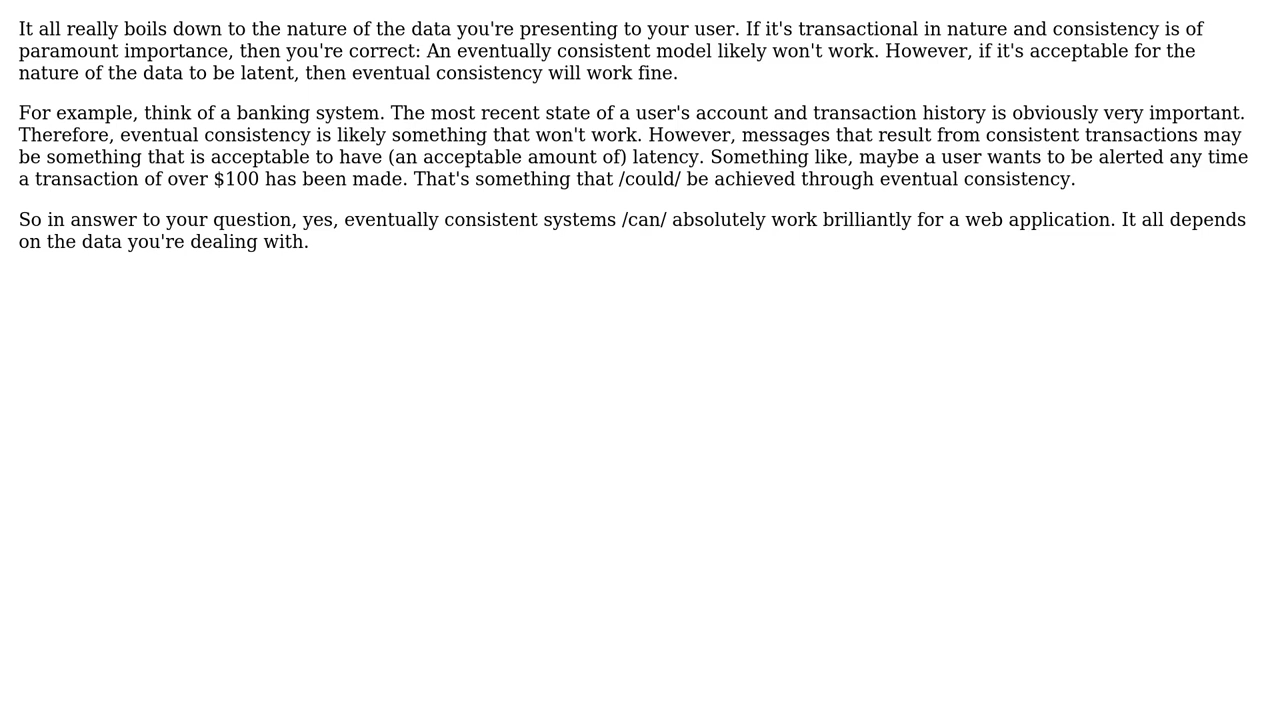 It all really boils down to the nature of the data you're presenting to your user. If it's transactional in nature and consistency is of
paramount importance, then you're correct: An eventually consistent model likely won't work. However, if it's acceptable for the
nature of the data to be latent, then eventual consistency will work fine.
For example, think of a banking system. The most recent state of a user's account and transaction history is obviously very important.
Therefore, eventual consistency is likely something that won't work. However, messages that result from consistent transactions may
be something that is acceptable to have (an acceptable amount of) latency. Something like, maybe a user wants to be alerted any time
a transaction of over $100 has been made. That's something that /could/ be achieved through eventual consistency.
So in answer to your question, yes, eventually consistent systems /can/ absolutely work brilliantly for a web application. It all depends
on the data you're dealing with.